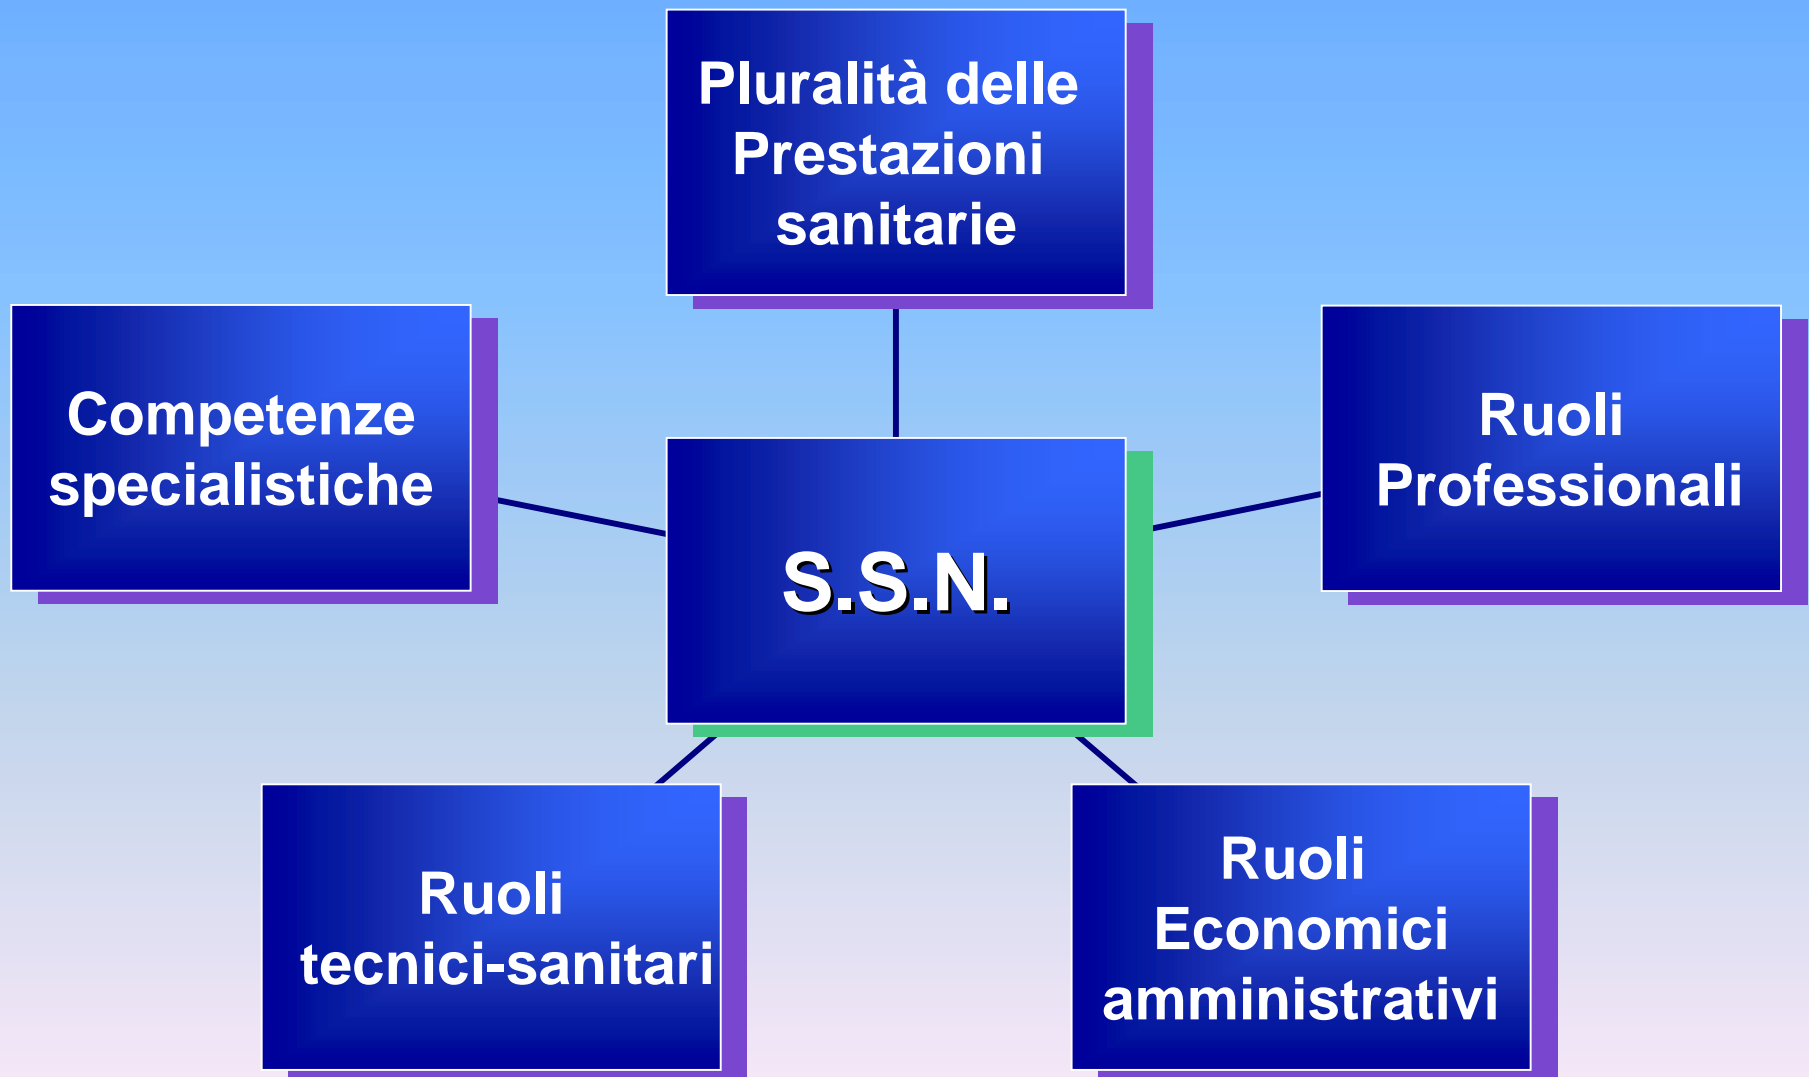 Pluralità delle
Prestazioni
sanitarie
Competenze
specialistiche
Ruoli
Professionali
S.S.N.
Ruoli
tecnici-sanitari
Ruoli
Economici
amministrativi